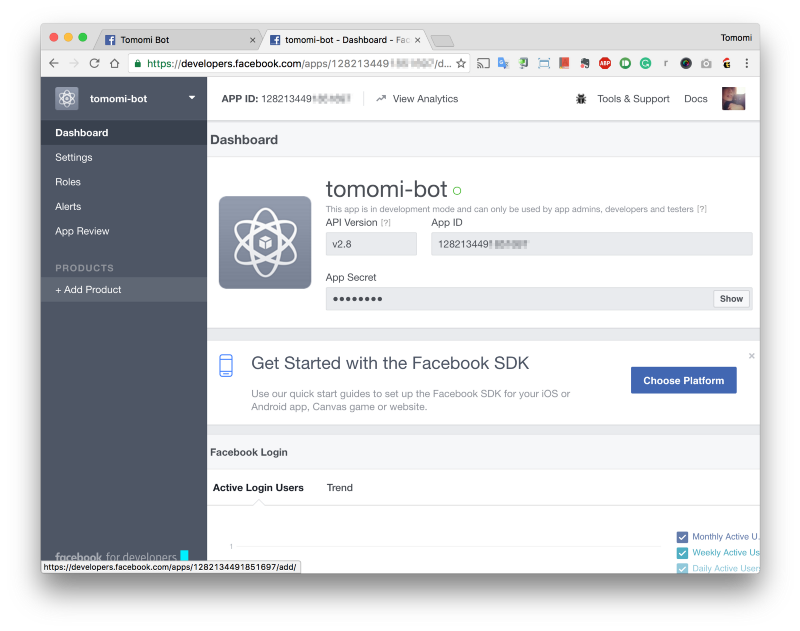 Tomomi Bot
tomomi-bot - Dashboard - Fac
Tomomi
https://developers.facebook.com/apps/128213449 /d...
tomomi-bot
APP ID: 128213449
View Analytics
Tools & Support
Docs
Dashboard
Settings
Roles
Alerts
App Review
PRODUCTS
+ Add Product
Dashboard
tomomi-bot
This app is in development mode and can only be used by app admins, developers and testers [?]
API Version [?]
App ID
v2.8
128213449
App Secret
●●●●●●●●
Show
Get Started with the Facebook SDK
Use our quick start guides to set up the Facebook SDK for your iOS or
Android app, Canvas game or website.
Choose Platform
Facebook Login
Active Login Users
Trend
1
Monthly Active U
Weekly Active Us
Daily Active User
facebook for developers
https://developers.facebook.com/apps/1282134491851697/add/